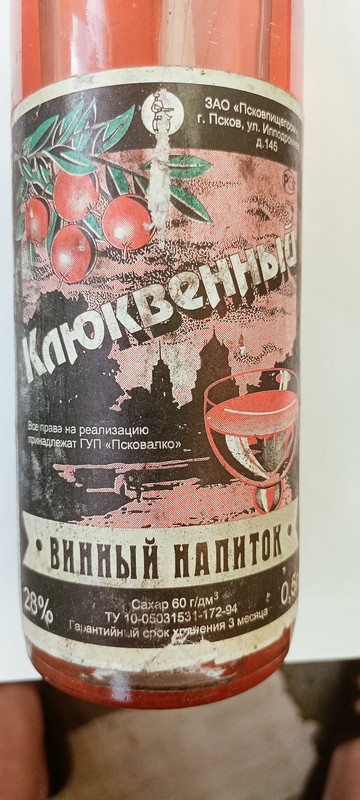 ЗАО «Псковпищепром»
г. Псков, ул. Ипподромная
д.145
Клюквенный
Все права на реализацию
принадлежат ГУП «Псковалко»
• ВИННЫЙ НАПИТОК •
28%
Сахар 60 г/дм³
ТУ 10-05031531-172-94
Гарантийный срок хранения 3 месяца